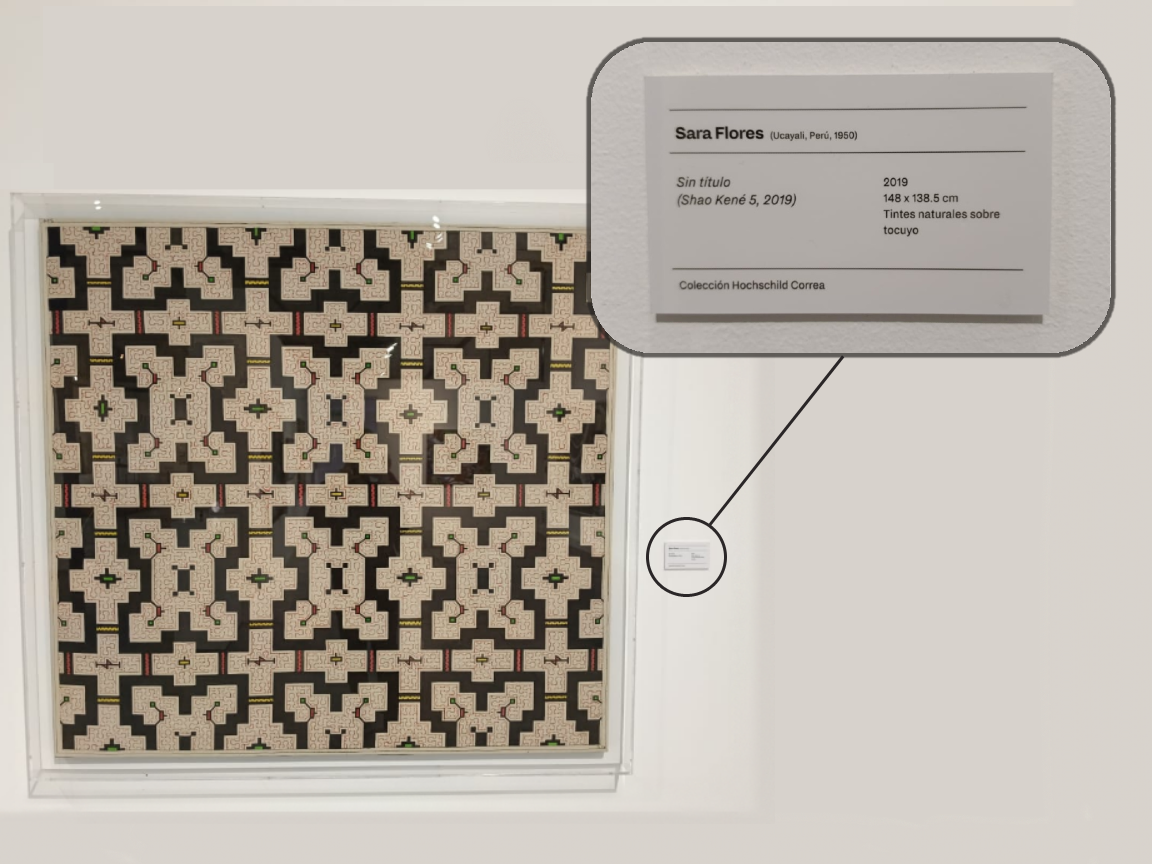 Sara Flores (Ucayali, Perú, 1950)
Sin título
(Shao Kené 5, 2019)
2019
148 x 138.5 cm
Tintes naturales sobre
tocuyo
Colección Hochschild Correa